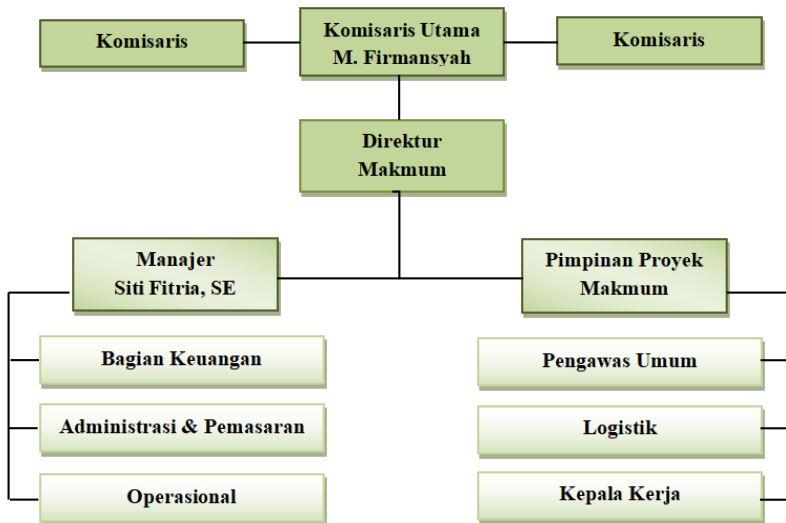 Komisaris
Komisaris Utama
M. Firmansyah
Komisaris
Direktur
Makmum
Manajer
Siti Fitria, SE
Pimpinan Proyek
Makmum
Bagian Keuangan
Administrasi & Pemasaran
Operasional
Pengawas Umum
Logistik
Kepala Kerja